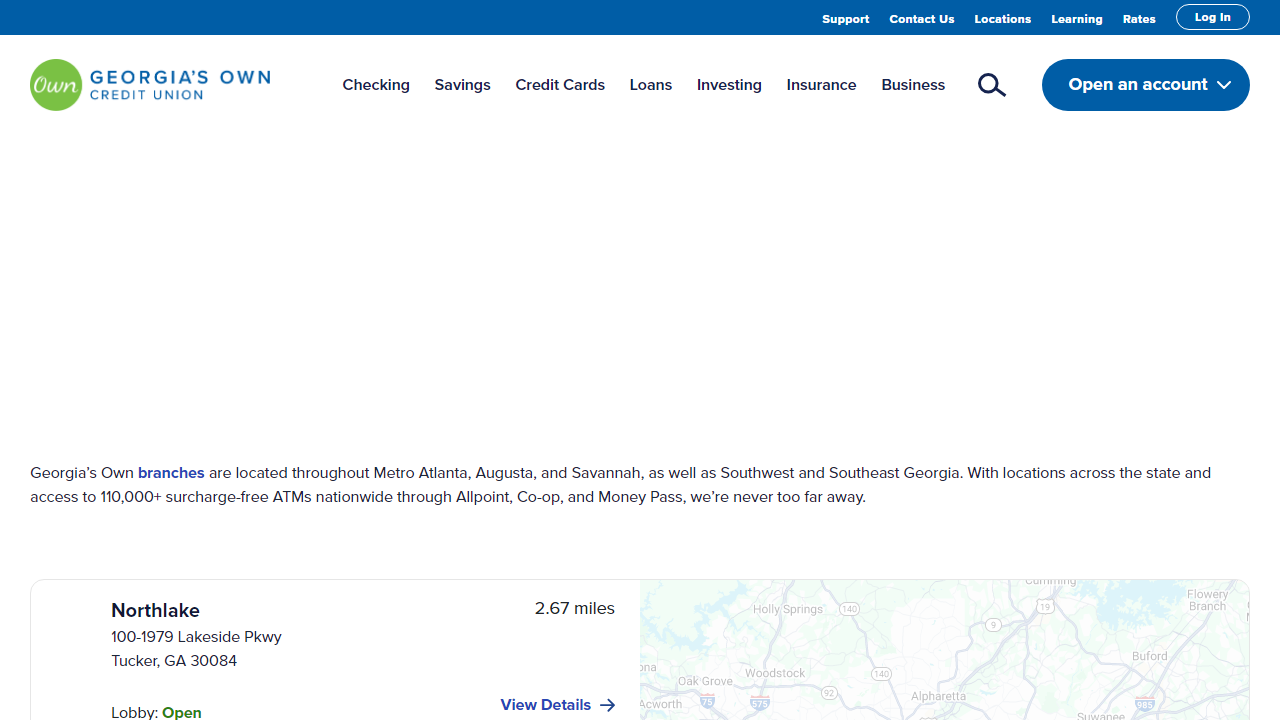 Support Contact Us Locations Learning Rates Log In
Own GEORGIA'S OWN
CREDIT UNION
Checking Savings Credit Cards Loans Investing Insurance Business Open an account
Georgia’s Own branches are located throughout Metro Atlanta, Augusta, and Savannah, as well as Southwest and Southeast Georgia. With locations across the state and
access to 110,000+ surcharge-free ATMs nationwide through Allpoint, Co-op, and Money Pass, we’re never too far away.
Northlake 2.67 miles
100-1979 Lakeside Pkwy
Tucker, GA 30084
View Details
Lobby: Open
Cumming
Holly Springs 140 19 Flowery
Branch
9
Buford
Woodstock 140
Oak Grove 92 Alpharetta
Acworth 75 575 985
Suwanee